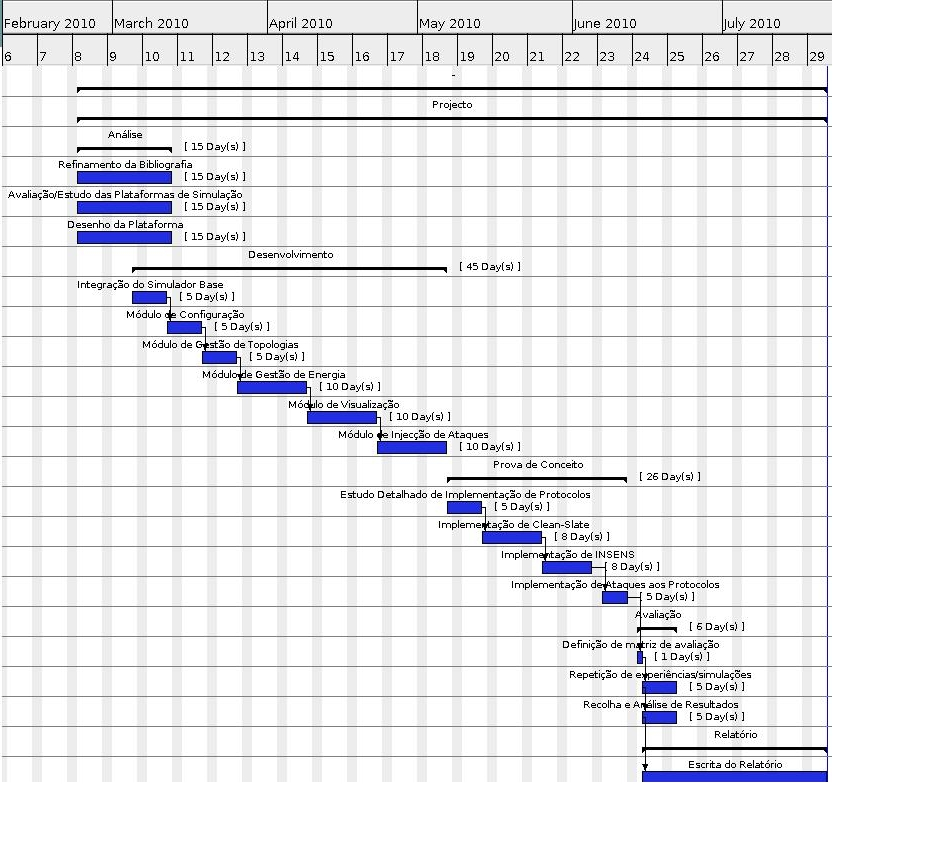 February 2010 March 2010 April 2010 May 2010 June 2010 July 2010
6 7 8 9 10 11 12 13 14 15 16 17 18 19 20 21 22 23 24 25 26 27 28 29
-
Projecto
Análise
[ 15 Day(s) ]
Refinamento da Bibliografia
[ 15 Day(s) ]
Avaliação/Estudo das Plataformas de Simulação
[ 15 Day(s) ]
Desenho da Plataforma
[ 15 Day(s) ]
Desenvolvimento
[ 45 Day(s) ]
Integração do Simulador Base
[ 5 Day(s) ]
Módulo de Configuração
[ 5 Day(s) ]
Módulo de Gestão de Topologias
[ 5 Day(s) ]
Módulo de Gestão de Energia
[ 10 Day(s) ]
Módulo de Visualização
[ 10 Day(s) ]
Módulo de Injecção de Ataques
[ 10 Day(s) ]
Prova de Conceito
[ 26 Day(s) ]
Estudo Detalhado de Implementação de Protocolos
[ 5 Day(s) ]
Implementação de Clean-Slate
[ 8 Day(s) ]
Implementação de INSENS
[ 8 Day(s) ]
Implementação de Ataques aos Protocolos
[ 5 Day(s) ]
Avaliação
[ 6 Day(s) ]
Definição de matriz de avaliação
[ 1 Day(s) ]
Repetição de experiências/simulações
[ 5 Day(s) ]
Recolha e Análise de Resultados
[ 5 Day(s) ]
Relatório
Escrita do Relatório